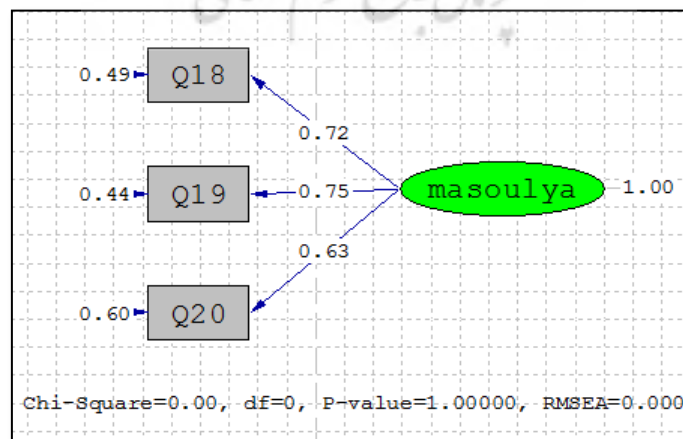 0.49 Q18
0.72
0.44 Q19 0.75 masoulya 1.00
0.63
0.60 Q20
Chi-Square=0.00, df=0, P-value=1.00000, RMSEA=0.000